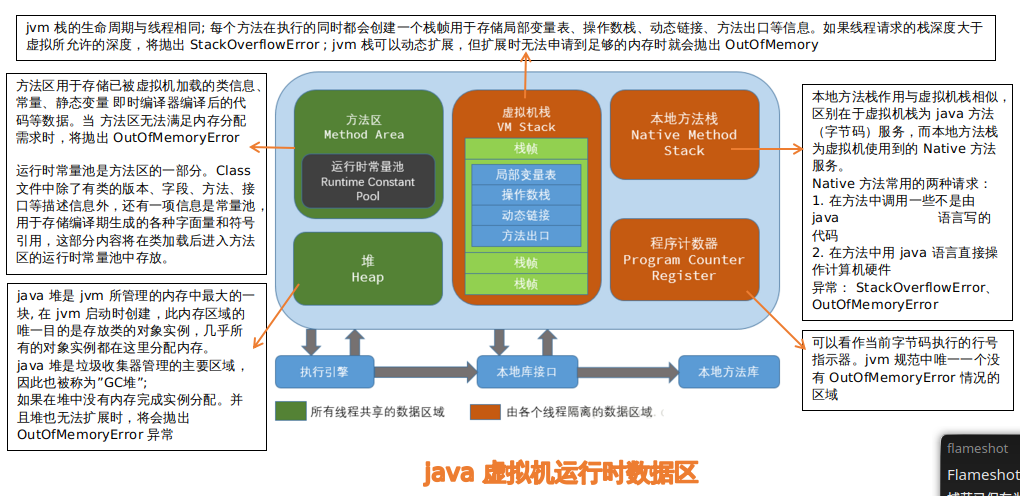 jvm 栈的生命周期与线程相同; 每个方法在执行的同时都会创建一个栈帧用于存储局部变量表、操作数栈、动态链接、方法出口等信息。如果线程请求的栈深度大于
虚拟所允许的深度，将抛出 StackOverflowError ; jvm 栈可以动态扩展，但扩展时无法申请到足够的内存时就会抛出 OutOfMemory
方法区用于存储已被虚拟机加载的类信息、
常量、静态变量 即时编译器编译后的代
码等数据。当 方法区无法满足内存分配
需求时，将抛出 OutOfMemoryError
运行时常量池是方法区的一部分。Class
文件中除了有类的版本、字段、方法、接
口等描述信息外，还有一项信息是常量池，
用于存储编译期生成的各种字面量和符号
引用，这部分内容将在类加载后进入方法
区的运行时常量池中存放。
java 堆是 jvm 所管理的内存中最大的一
块, 在 jvm 启动时创建，此内存区域的
唯一目的是存放类的对象实例，几乎所
有的对象实例都在这里分配内存。
java 堆是垃圾收集器管理的主要区域，
因此也被称为”GC堆”;
如果在堆中没有内存完成实例分配。并
且堆也无法扩展时，将会抛出
OutOfMemoryError 异常
方法区
Method Area
运行时常量池
Runtime Constant
Pool
堆
Heap
虚拟机栈
VM Stack
栈帧
局部变量表
操作数栈
动态链接
方法出口
栈帧
栈帧
本地方法栈
Native Method
Stack
程序计数器
Program Counter
Register
本地方法栈作用与虚拟机栈相似，
区别在于虚拟机栈为 java 方法
（字节码）服务，而本地方法栈
为虚拟机使用到的 Native 方法
服务。
Native 方法常用的两种请求：
1. 在方法中调用一些不是由
java 语言写的
代码
2. 在方法中用 java 语言直接操
作计算机硬件
异常： StackOverflowError、
OutOfMemoryError
可以看作当前字节码执行的行号
指示器。jvm 规范中唯一一个没
有 OutOfMemoryError 情况的
区域
执行引擎
本地库接口
本地方法库
所有线程共享的数据区域
由各个线程隔离的数据区域
java 虚拟机运行时数据区
flameshot
Flameshot